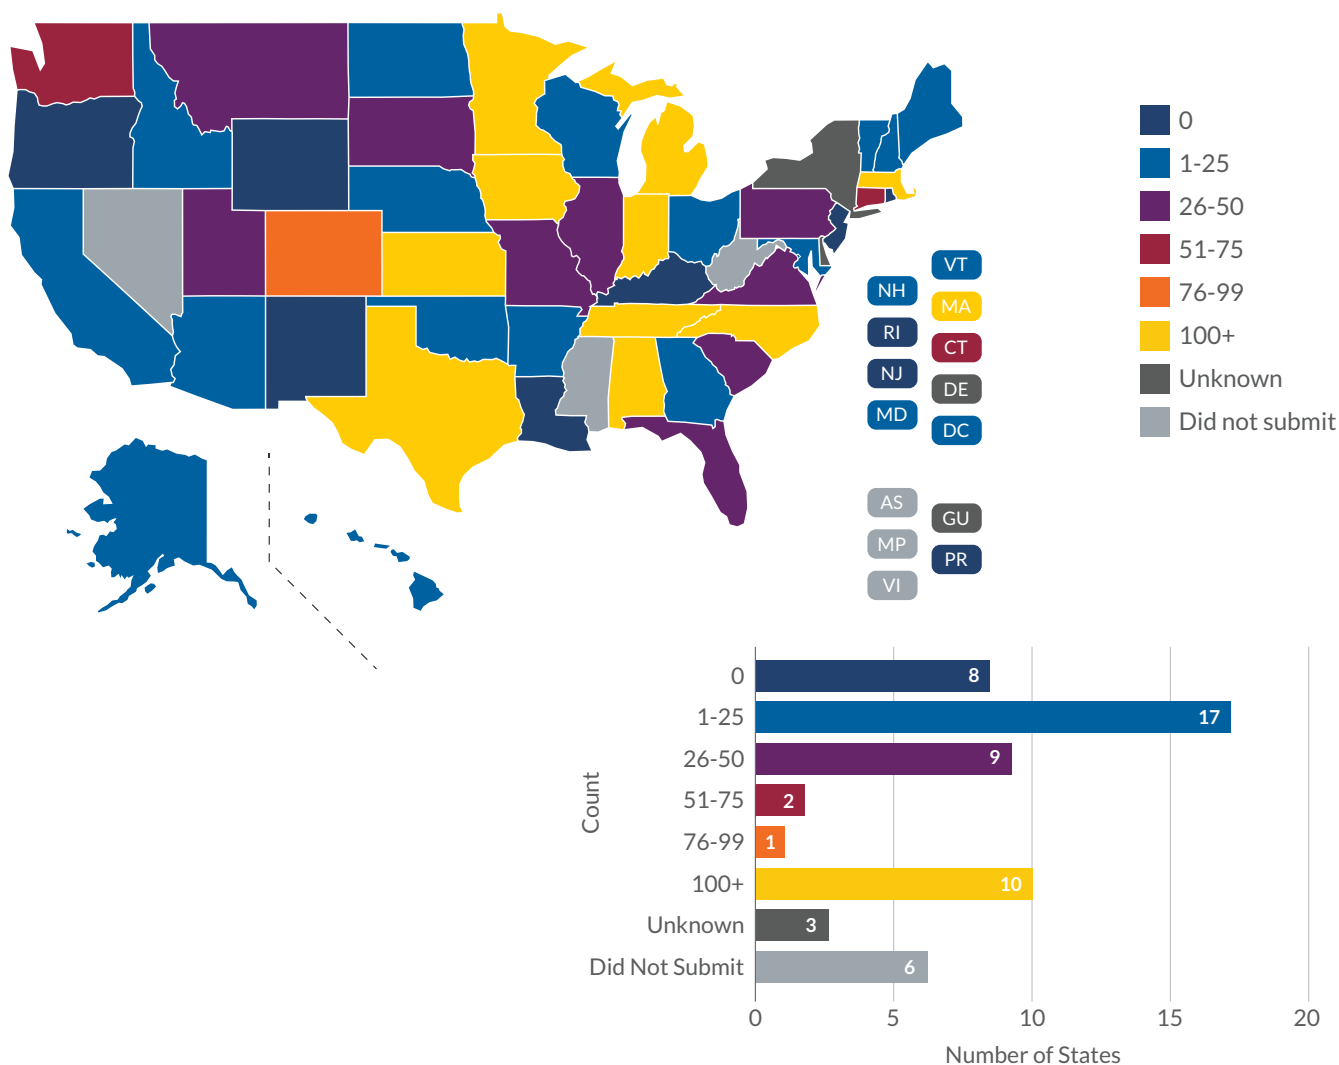 0
1-25
26-50
51-75
76-99
100+
Unknown
Did not submit
VT
NH
MA
RI
CT
NJ
DE
MD
DC
AS
GU
MP
PR
VI
0 8
1-25 17
26-50 9
51-75 2
76-99 1
100+ 10
Unknown 3
Did Not Submit 6
Count
0 5 10 15 20
Number of States